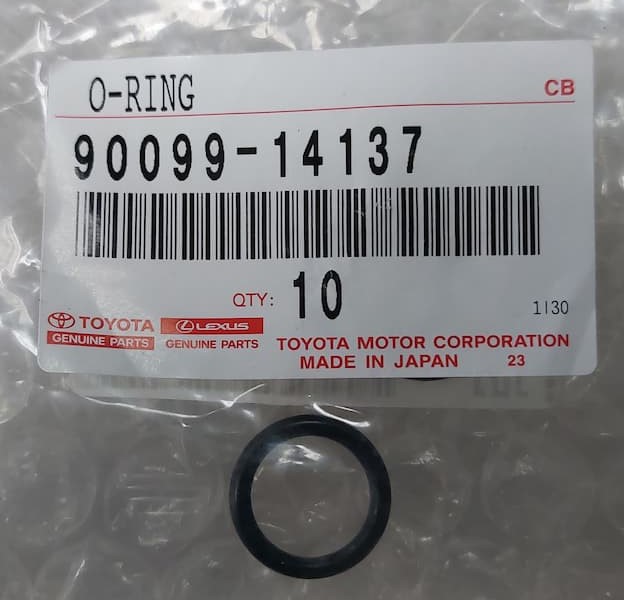 O-RING
CB
90099-14137
QTY: 10
1I30
TOYOTA LEXUS
GENUINE PARTS GENUINE PARTS
TOYOTA MOTOR CORPORATION
MADE IN JAPAN 23